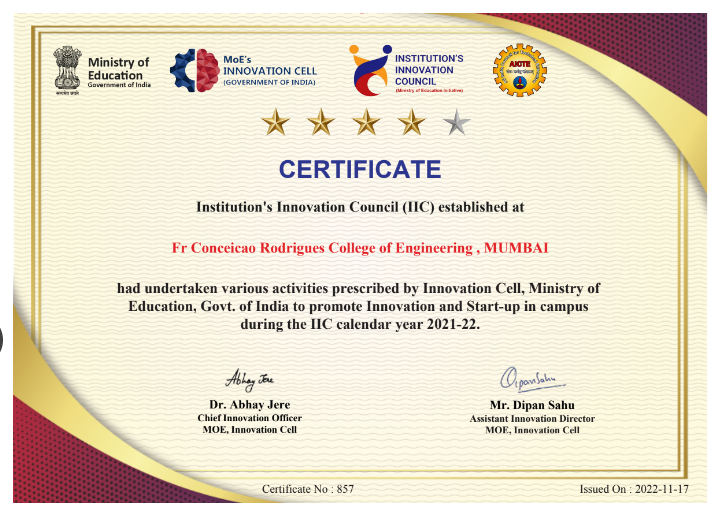 Ministry of
Education
Government of India
सत्यमेव जयते
MoE's
INNOVATION CELL
(GOVERNMENT OF INDIA)
INSTITUTION'S
INNOVATION
COUNCIL
(Ministry of Education Initiative)
AICTE
CERTIFICATE
Institution's Innovation Council (IIC) established at
Fr Conceicao Rodrigues College of Engineering , MUMBAI
had undertaken various activities prescribed by Innovation Cell, Ministry of
Education, Govt. of India to promote Innovation and Start-up in campus
during the IIC calendar year 2021-22.
Abhay Jere
Dipan Sahu
Dr. Abhay Jere
Chief Innovation Officer
MOE, Innovation Cell
Mr. Dipan Sahu
Assistant Innovation Director
MOE, Innovation Cell
Certificate No : 857
Issued On : 2022-11-17